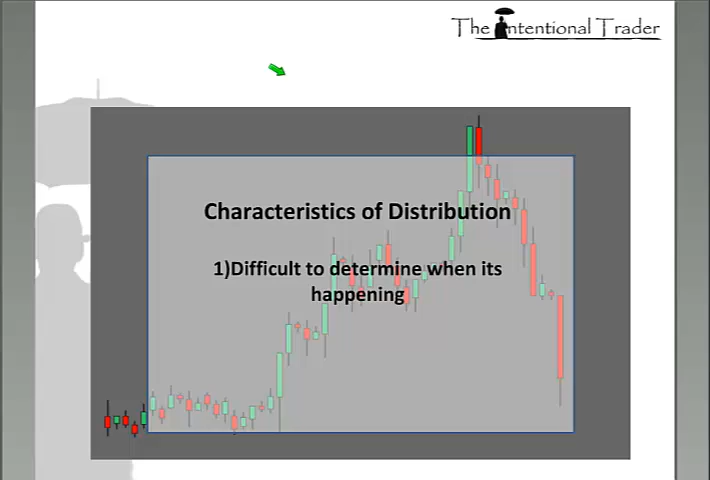 The Intentional Trader
Characteristics of Distribution
1)Difficult to determine when its
happening